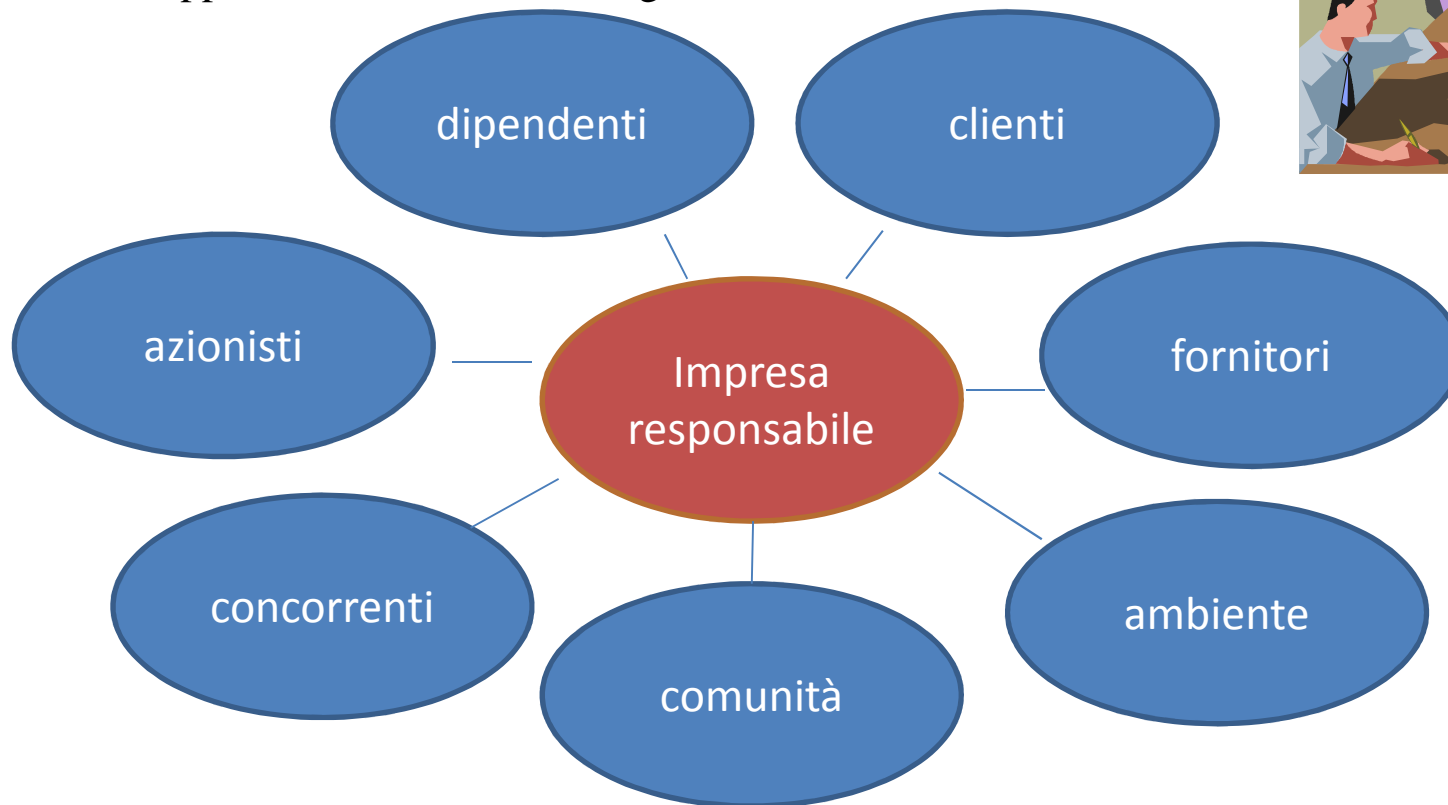 dipendenti
clienti
azionisti
fornitori
Impresa
responsabile
concorrenti
ambiente
comunità